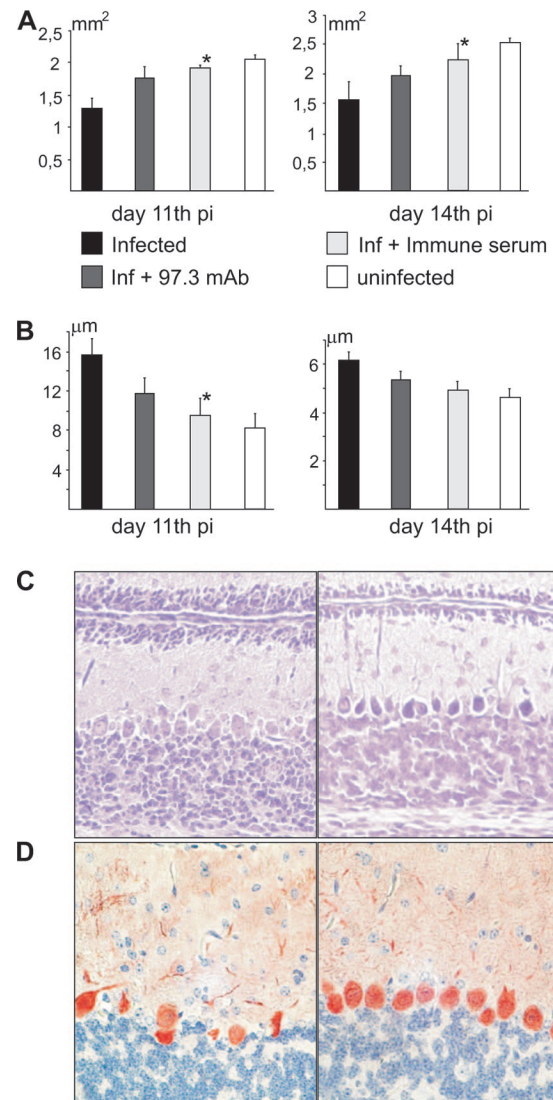 A
mm²
2,5
2
1,5
1
0,5
day 11th pi
mm²
3
2,5
2
1,5
1
0,5
*
*
day 14th pi
Infected
Inf + 97.3 mAb
Inf + Immune serum
uninfected
B
µm
16
12
8
4
*
day 11th pi
µm
6
4
2
day 14th pi
C
D